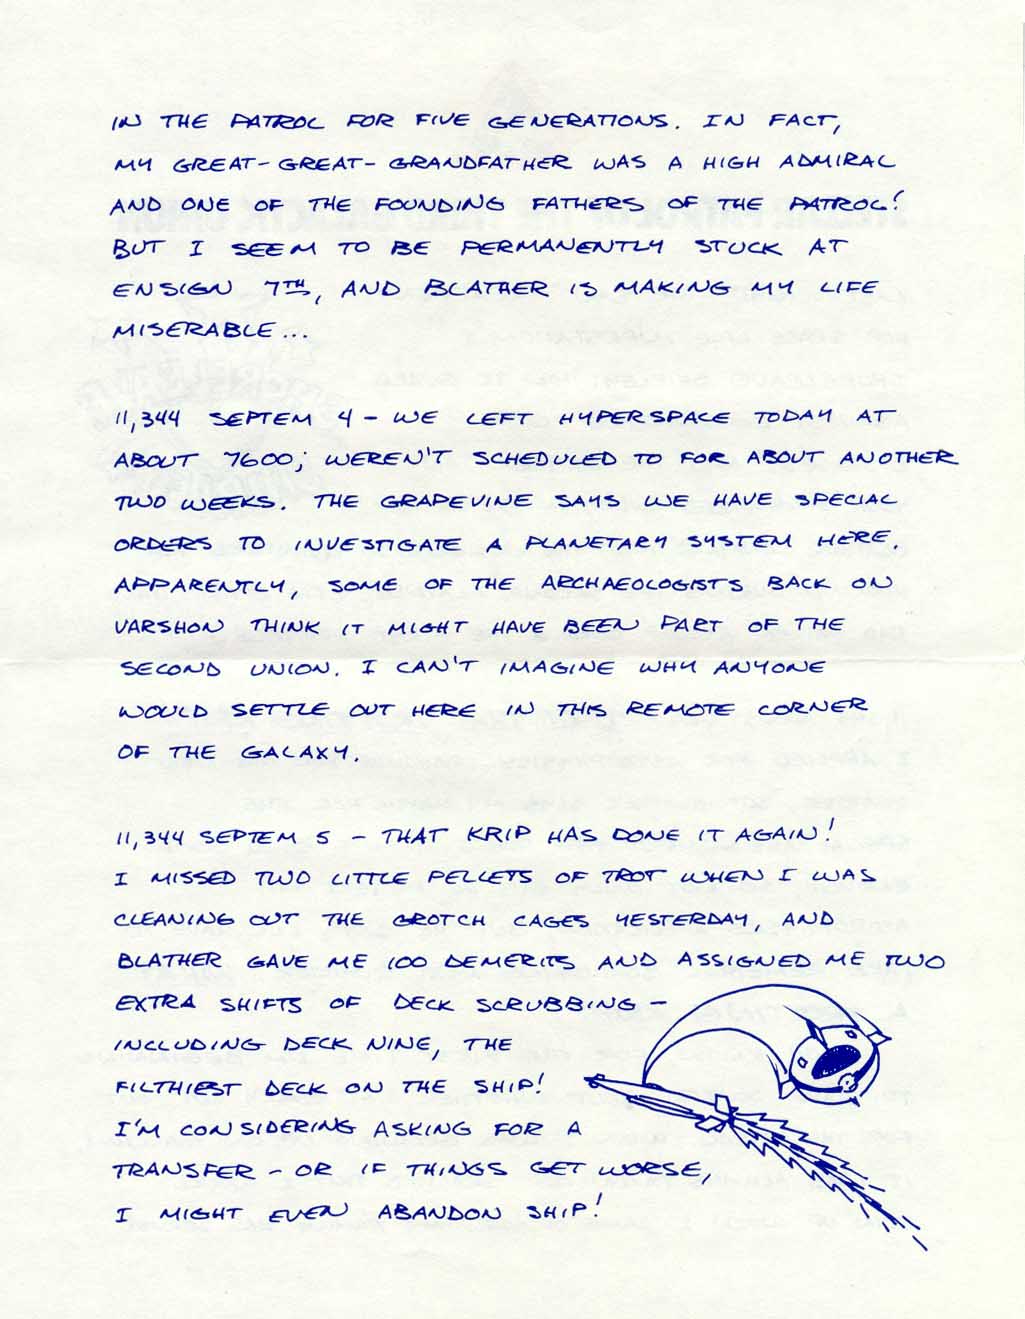 IN THE PATROL FOR FIVE GENERATIONS. IN FACT,
MY GREAT-GREAT-GRANDFATHER WAS A HIGH ADMIRAL
AND ONE OF THE FOUNDING FATHERS OF THE PATROL!
BUT I SEEM TO BE PERMANENTLY STUCK AT
ENSIGN 7TH, AND BLATHER IS MAKING MY LIFE
MISERABLE...
11,344 SEPTEM 4 - WE LEFT HYPERSPACE TODAY AT
ABOUT 7600; WEREN'T SCHEDULED TO FOR ABOUT ANOTHER
TWO WEEKS. THE GRAPEVINE SAYS WE HAVE SPECIAL
ORDERS TO INVESTIGATE A PLANETARY SYSTEM HERE.
APPARENTLY, SOME OF THE ARCHAEOLOGISTS BACK ON
VARSHON THINK IT MIGHT HAVE BEEN PART OF THE
SECOND UNION. I CAN'T IMAGINE WHY ANYONE
WOULD SETTLE OUT HERE IN THIS REMOTE CORNER
OF THE GALAXY.
11,344 SEPTEM 5 - THAT KRIP HAS DONE IT AGAIN!
I MISSED TWO LITTLE PELLETS OF TROT WHEN I WAS
CLEANING OUT THE GROTCH CAGES YESTERDAY, AND
BLATHER GAVE ME 100 DEMERITS AND ASSIGNED ME TWO
EXTRA SHIFTS OF DECK SCRUBBING -
INCLUDING DECK NINE, THE
FILTHIEST DECK ON THE SHIP!
I'M CONSIDERING ASKING FOR A
TRANSFER - OR IF THINGS GET WORSE,
I MIGHT EVEN ABANDON SHIP!